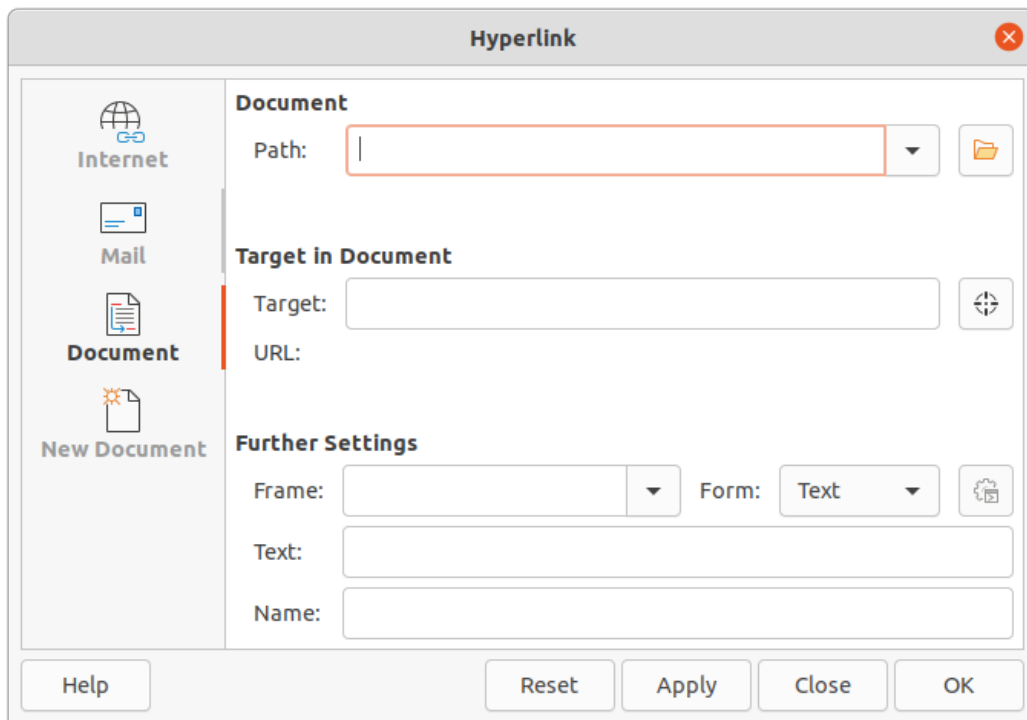 Hyperlink
Internet
Mail
Document
New Document
Document
Path:
Target in Document
Target:
URL:
Further Settings
Frame: Form: Text
Text:
Name:
Help Reset Apply Close OK